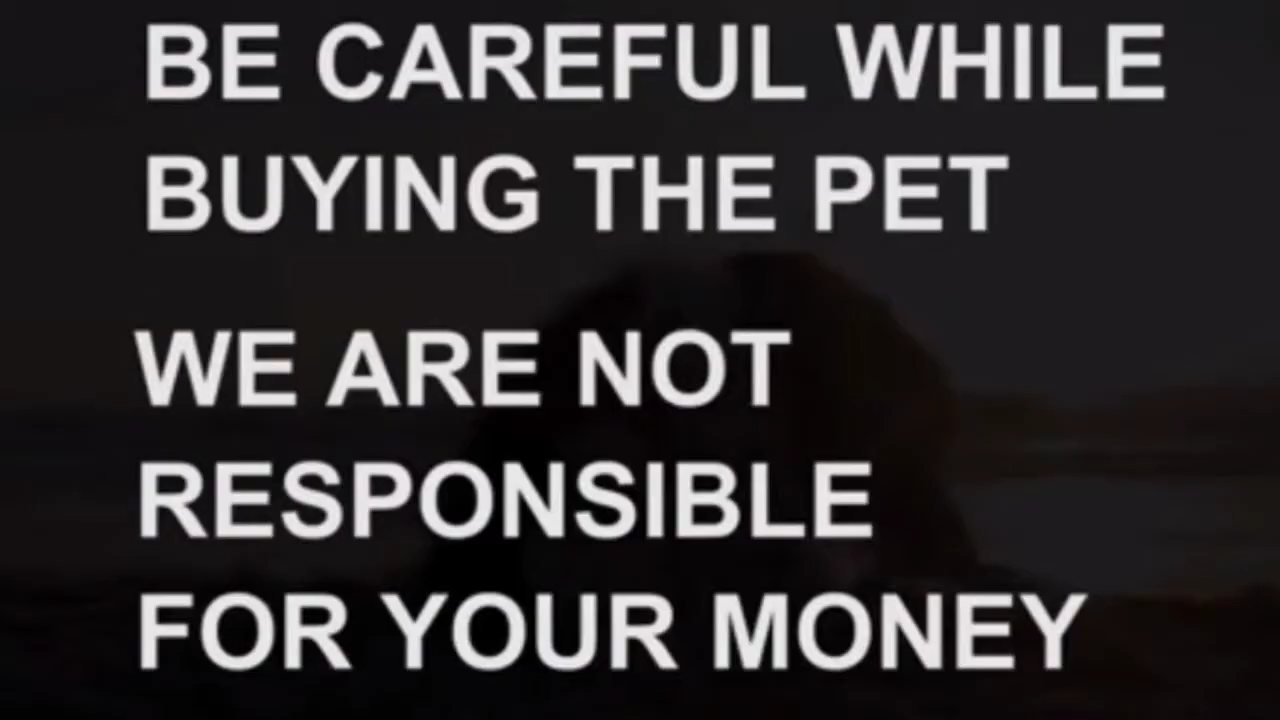 BE CAREFUL WHILE
BUYING THE PET
WE ARE NOT
RESPONSIBLE
FOR YOUR MONEY